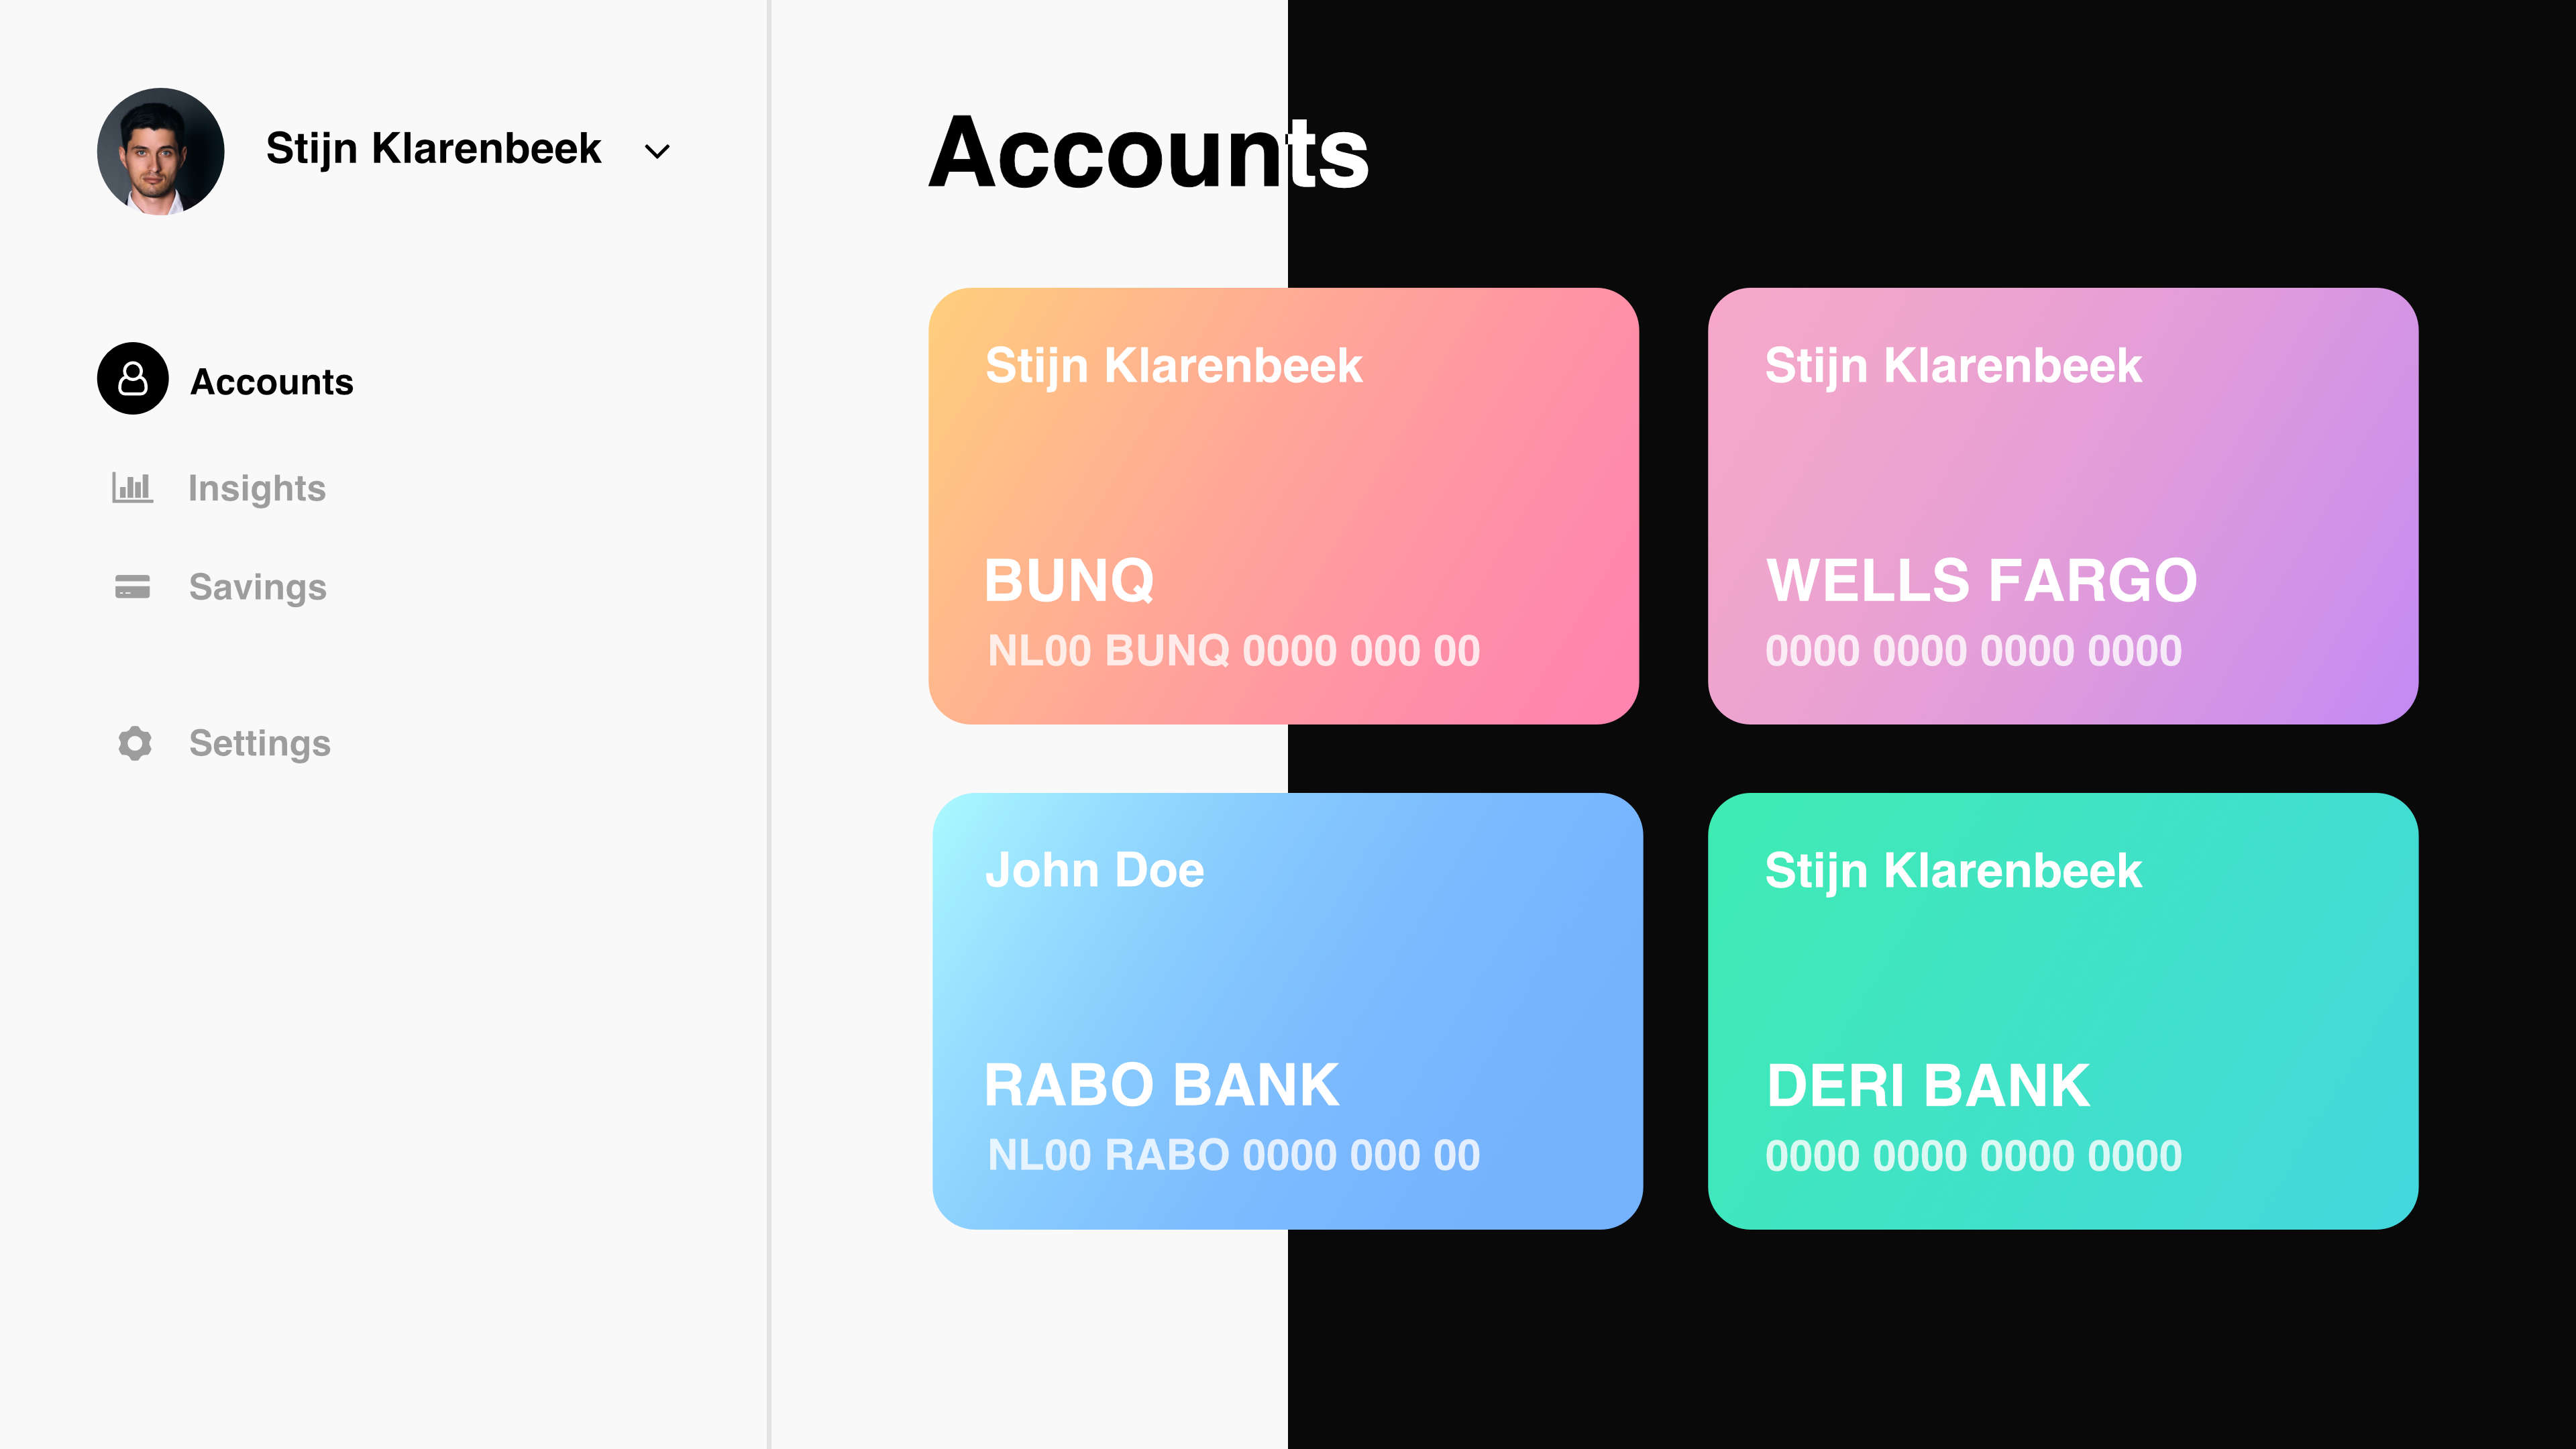 Stijn Klarenbeek
Accounts
Insights
Savings
Settings
Accounts
Stijn Klarenbeek
BUNQ
NL00 BUNQ 0000 000 00
Stijn Klarenbeek
WELLS FARGO
0000 0000 0000 0000
John Doe
RABO BANK
NL00 RABO 0000 000 00
Stijn Klarenbeek
DERI BANK
0000 0000 0000 0000